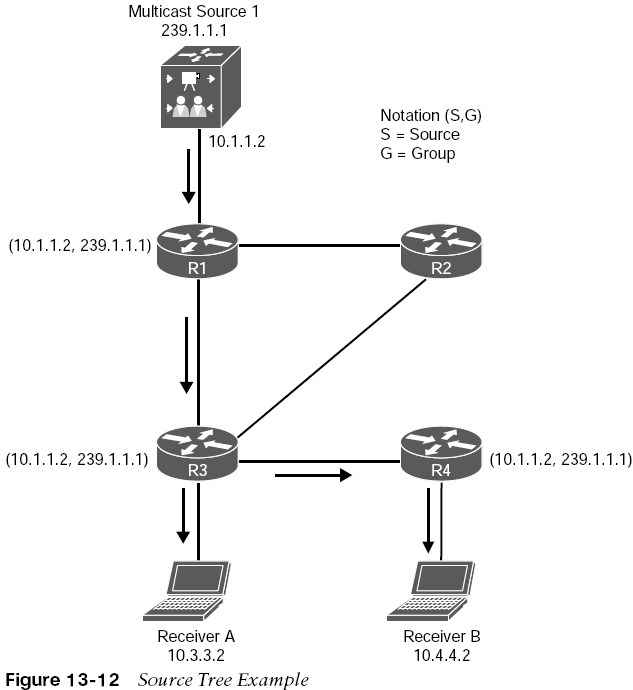 Multicast Source 1
239.1.1.1
10.1.1.2
Notation (S,G)
S = Source
G = Group
(10.1.1.2, 239.1.1.1)
R1
R2
(10.1.1.2, 239.1.1.1)
R3
R4
(10.1.1.2, 239.1.1.1)
Receiver A
10.3.3.2
Receiver B
10.4.4.2
Figure 13-12 Source Tree Example